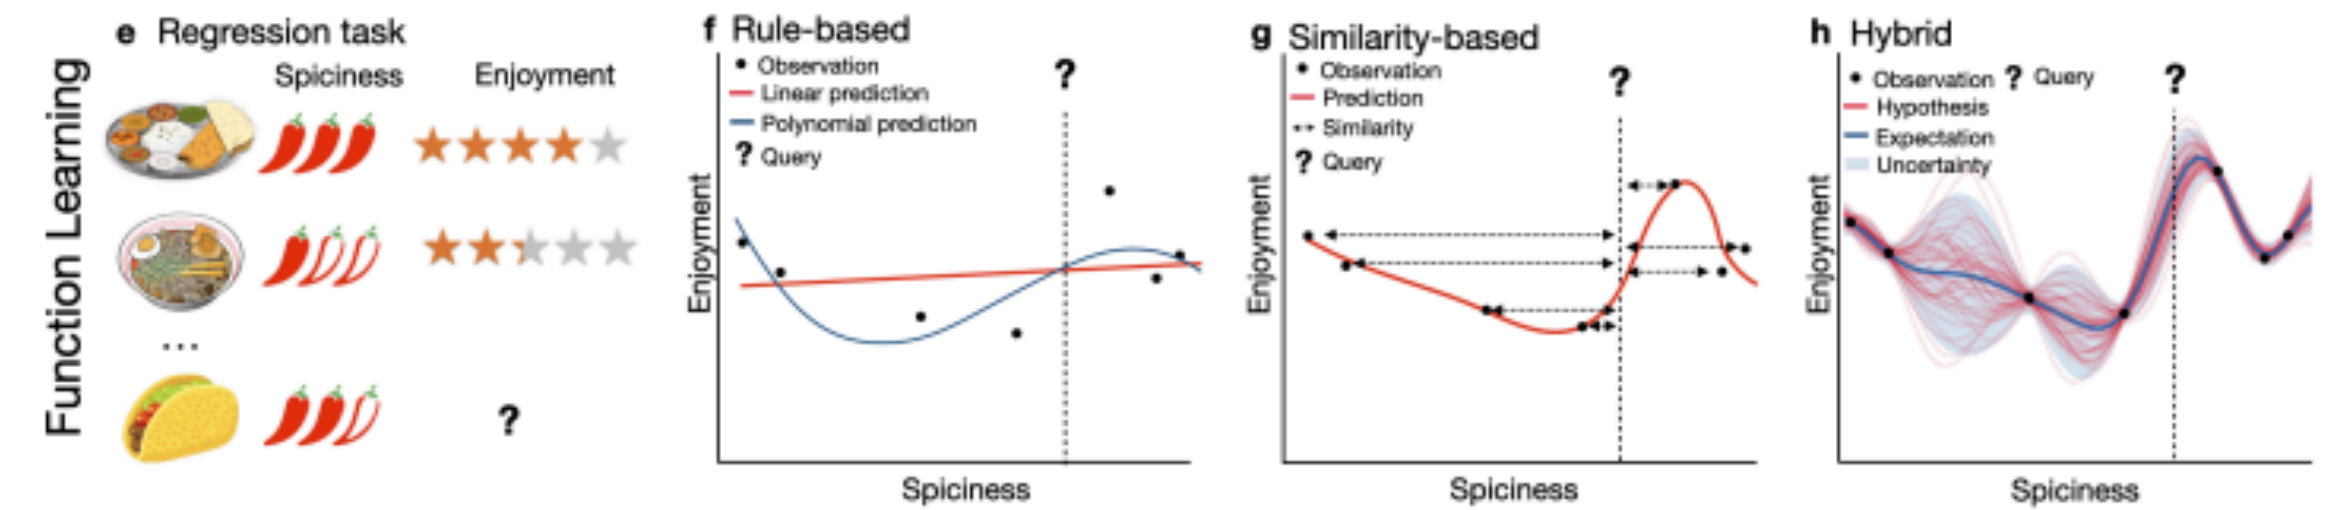 Function Learning
e Regression task
Spiciness Enjoyment
...
?
f Rule-based
Observation
Linear prediction
Polynomial prediction
? Query
?
Enjoyment
Spiciness
g Similarity-based
Observation
Prediction
Similarity
? Query
?
Enjoyment
Spiciness
h Hybrid
Observation ? Query
Hypothesis
Expectation
Uncertainty
?
Enjoyment
Spiciness